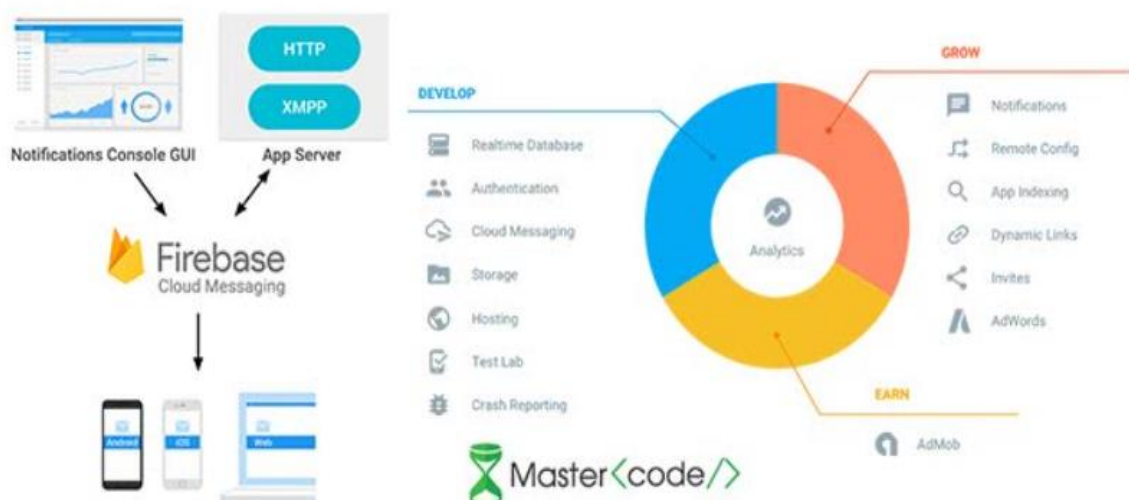 HTTP
XMPP
Notifications Console GUI
App Server
Firebase
Cloud Messaging
Android
iOS
Web
DEVELOP
Realtime Database
Authentication
Cloud Messaging
Storage
Hosting
Test Lab
Crash Reporting
Analytics
GROW
Notifications
Remote Config
App Indexing
Dynamic Links
Invites
AdWords
EARN
AdMob
Master<code/>